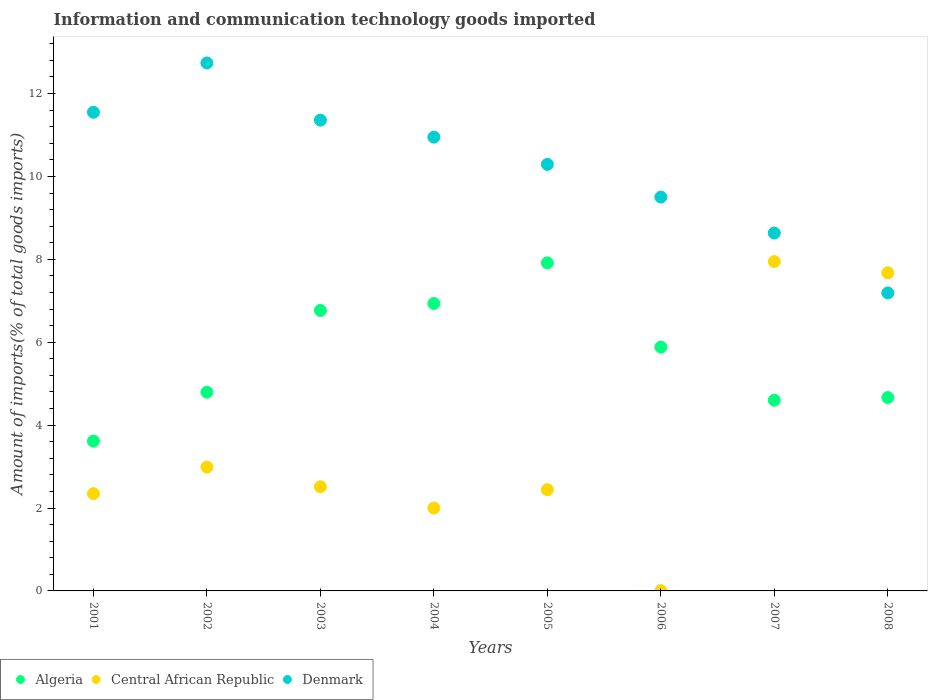 Information and communication technology goods imported
Amount of imports(% of total goods imports)
12
10
8
6
4
2
0
2001
2002
2003
2004
2005
2006
2007
2008
Years
Algeria
Central African Republic
Denmark